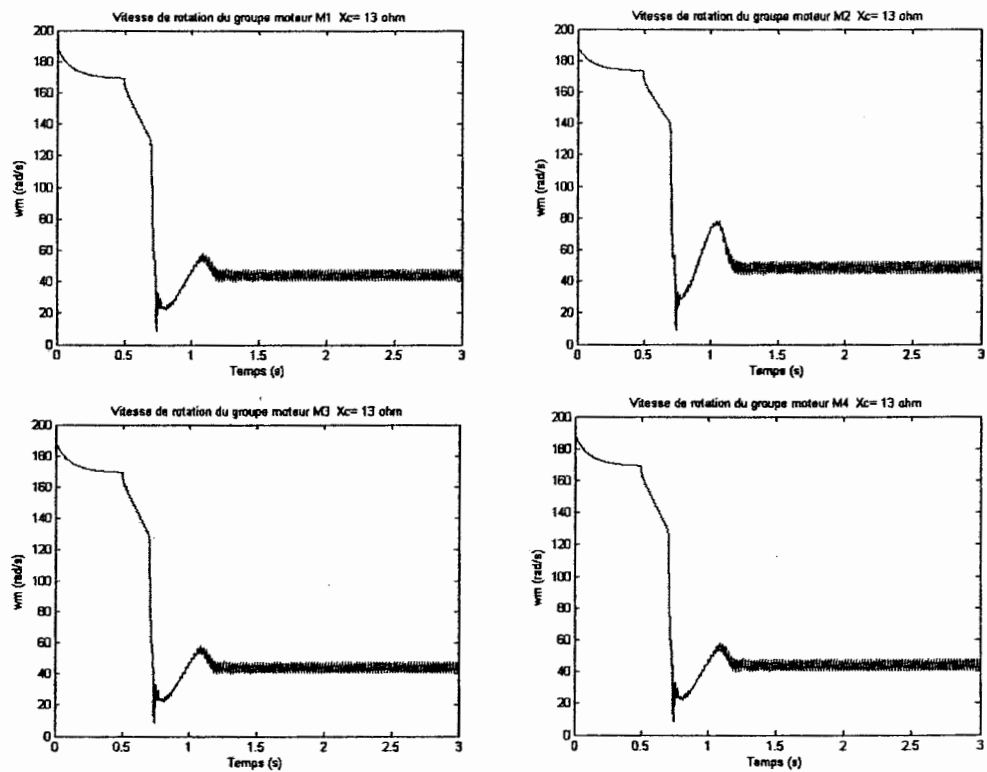 Vitesse de rotation du groupe moteur M1 Xc= 13 ohm
200
180
160
140
120
100
80
60
40
20
0
wm (rad/s)
0 0.5 1 1.5 2 2.5 3
Temps (s)
Vitesse de rotation du groupe moteur M2 Xc= 13 ohm
200
180
160
140
120
100
80
60
40
20
0
wm (rad/s)
0 0.5 1 1.5 2 2.5 3
Temps (s)
Vitesse de rotation du groupe moteur M3 Xc= 13 ohm
200
180
160
140
120
100
80
60
40
20
0
wm (rad/s)
0 0.5 1 1.5 2 2.5 3
Temps (s)
Vitesse de rotation du groupe moteur M4 Xc= 13 ohm
200
180
160
140
120
100
80
60
40
20
0
wm (rad/s)
0 0.5 1 1.5 2 2.5 3
Temps (s)